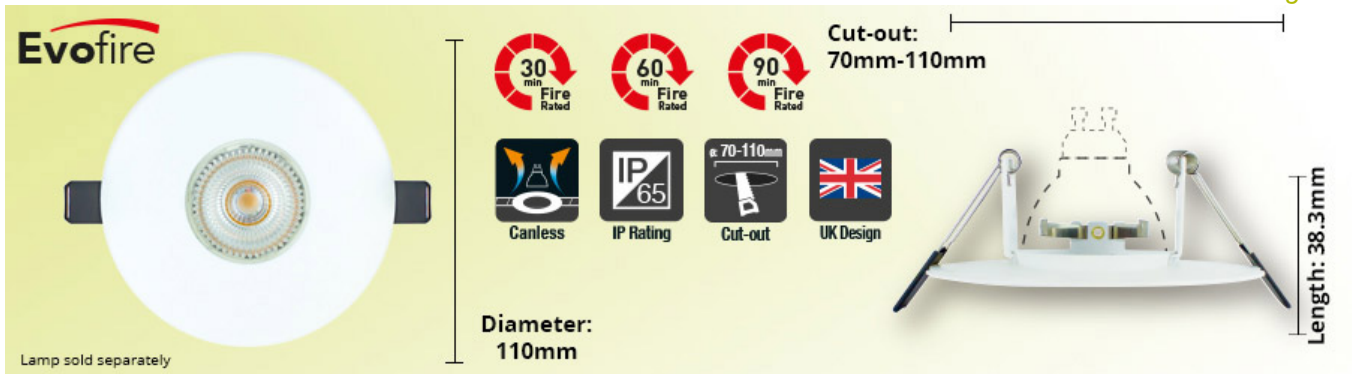 Evofire
30
min
Fire
Rated
60
min
Fire
Rated
90
min
Fire
Rated
Cut-out:
70mm-110mm
Canless
IP
65
IP Rating
ø: 70-110mm
Cut-out
UK Design
Diameter:
110mm
Length: 38.3mm
Lamp sold separately